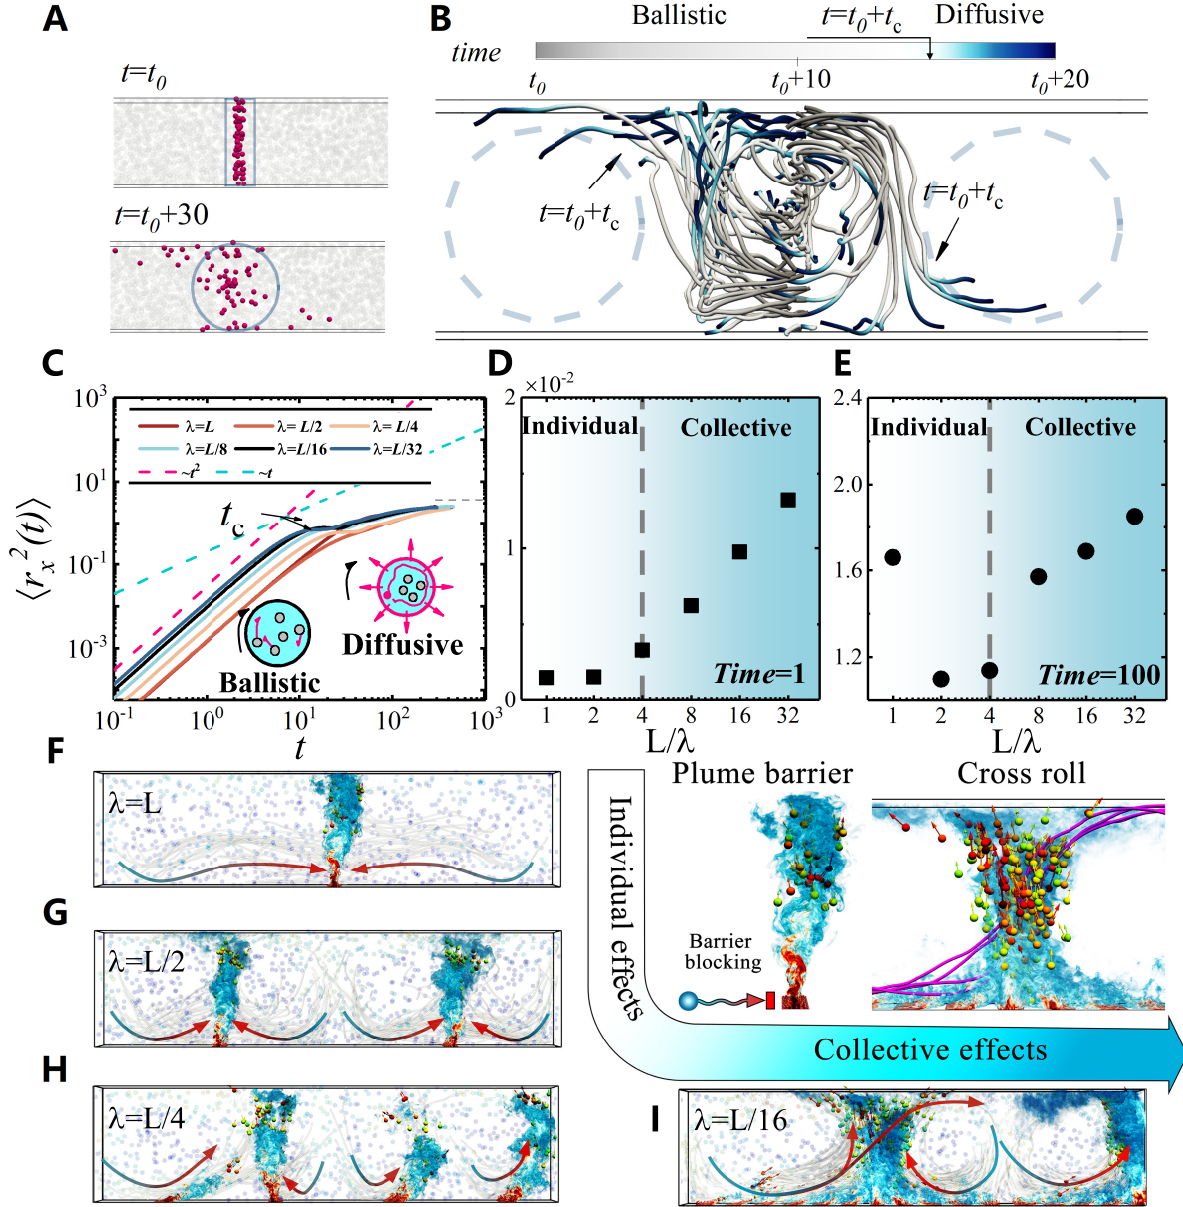 A
t=t0
t=t0+30
B
Ballistic
t=t0+tc
Diffusive
time
t0
t0+10
t0+20
t=t0+tc
t=t0+tc
C
10^3
10^1
10^-1
10^-3
⟨rx^2(t)⟩
λ=L
λ= L/2
λ= L/4
λ=L/8
λ=L/16
λ=L/32
~t^2
~t
tc
Diffusive
Ballistic
10^-1
10^0
10^1
10^2
10^3
t
D
×10^-2
2
1
0
Individual
Collective
Time=1
1 2 4 8 16 32
L/λ
E
2.4
2.0
1.6
1.2
Individual
Collective
Time=100
1 2 4 8 16 32
L/λ
F
λ=L
G
λ=L/2
H
λ=L/4
Individual effects
Plume barrier
Cross roll
Barrier
blocking
Collective effects
I
λ=L/16